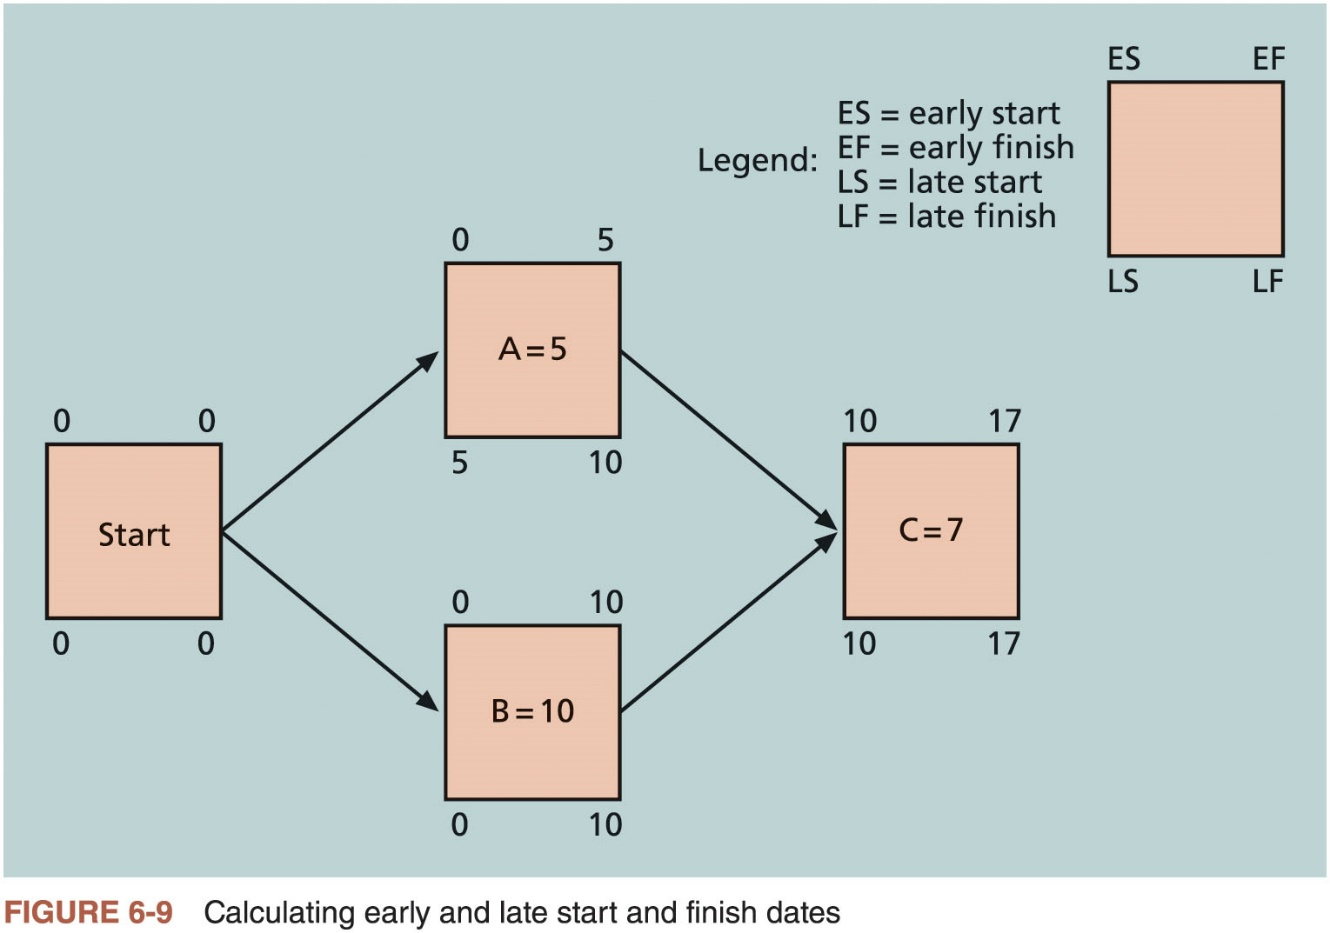 ES EF
Legend:
ES = early start
EF = early finish
LS = late start
LF = late finish
LS LF
0 5
A=5
5 10
0 0
Start
0 0
10 17
C=7
10 17
0 10
B=10
0 10
FIGURE 6-9 Calculating early and late start and finish dates